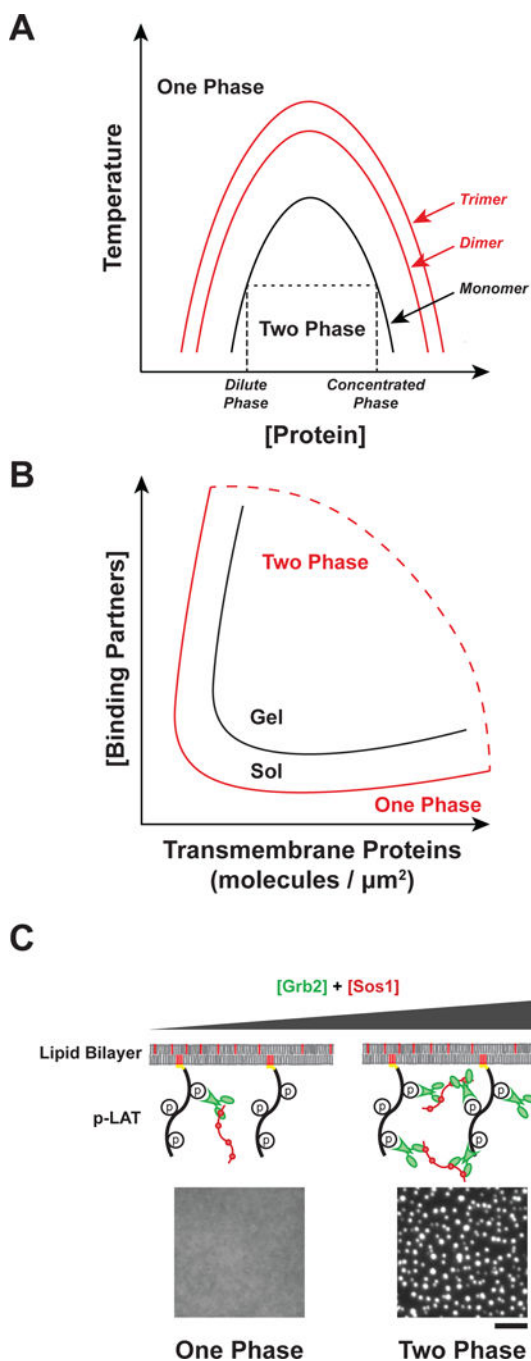 A
One Phase
Temperature
Trimer
Dimer
Monomer
Two Phase
Dilute
Phase
Concentrated
Phase
[Protein]
B
[Binding Partners]
Two Phase
Gel
Sol
One Phase
Transmembrane Proteins
(molecules / µm²)
C
[Grb2] + [Sos1]
Lipid Bilayer
p-LAT
p
p
p
p
p
p
p
p
One Phase
Two Phase